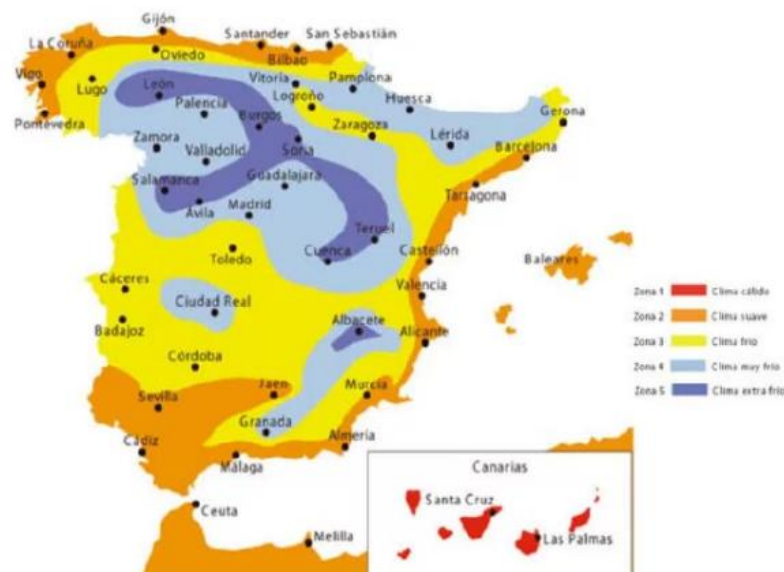 Gijón
Santander
San Sebastián
La Coruña
Oviedo
Bilbao
Vigo
Lugo
León
Vitoria
Pamplona
Logroño
Huesca
Palencia
Burgos
Gerona
Pontevedra
Zaragoza
Lérida
Zamora
Soria
Barcelona
Valladolid
Guadalajara
Salamanca
Tarragona
Ávila
Madrid
Teruel
Toledo
Cuenca
Castellón
Baleares
Cáceres
Valencia
Zona 1 Clima cálido
Ciudad Real
Zona 2 Clima suave
Badajoz
Albacete
Alicante
Zona 3 Clima frío
Córdoba
Zona 4 Clima muy frío
Jaen
Murcia
Zona 5 Clima extra frío
Sevilla
Granada
Cádiz
Almería
Málaga
Canarias
Santa Cruz
Ceuta
Las Palmas
Melilla